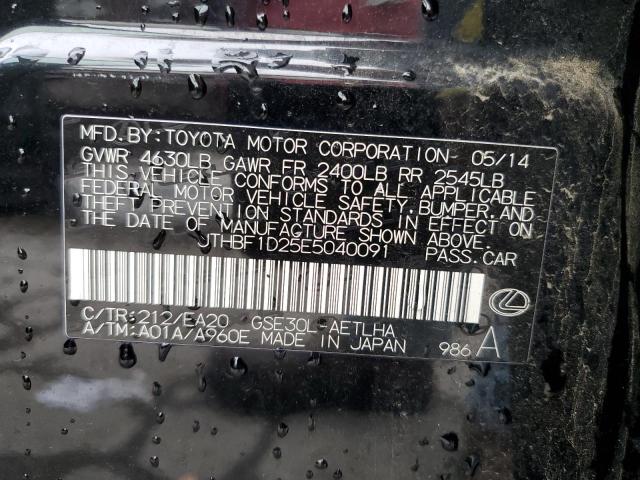 MFD.BY:TOYOTA MOTOR CORPORATION 05/14
GVWR 4630LB GAWR FR 2400LB RR 2545LB
THIS VEHICLE CONFORMS TO ALL APPLICABLE
FEDERAL MOTOR VEHICLE SAFETY,BUMPER,AND
THEFT PREVENTION STANDARDS IN EFFECT ON
THE DATE OF MANUFACTURE SHOWN ABOVE.
JTHBF1D25E5040091 PASS.CAR
C/TR:212/EA20 GSE30L-AETLHA
A/TM:A01A/A960E MADE IN JAPAN 986 A